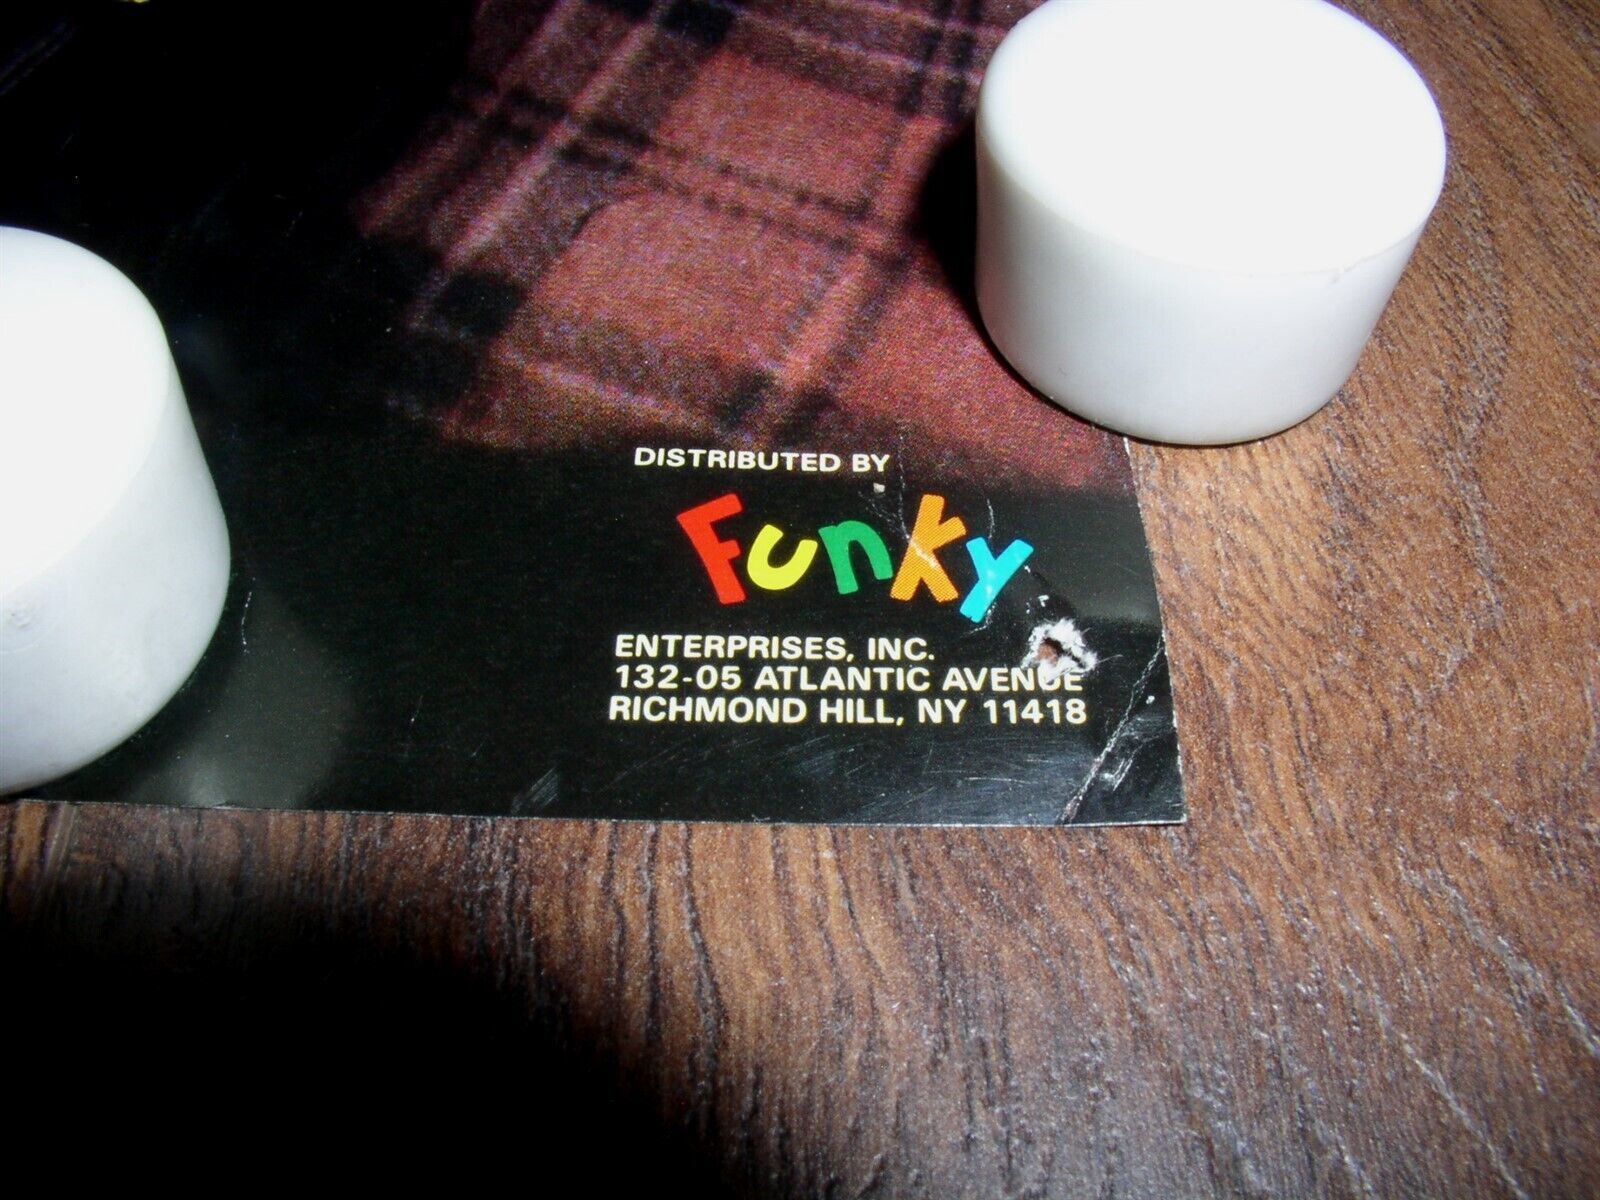 DISTRIBUTED BY
Funky
ENTERPRISES, INC.
132-05 ATLANTIC AVENUE
RICHMOND HILL, NY 11418